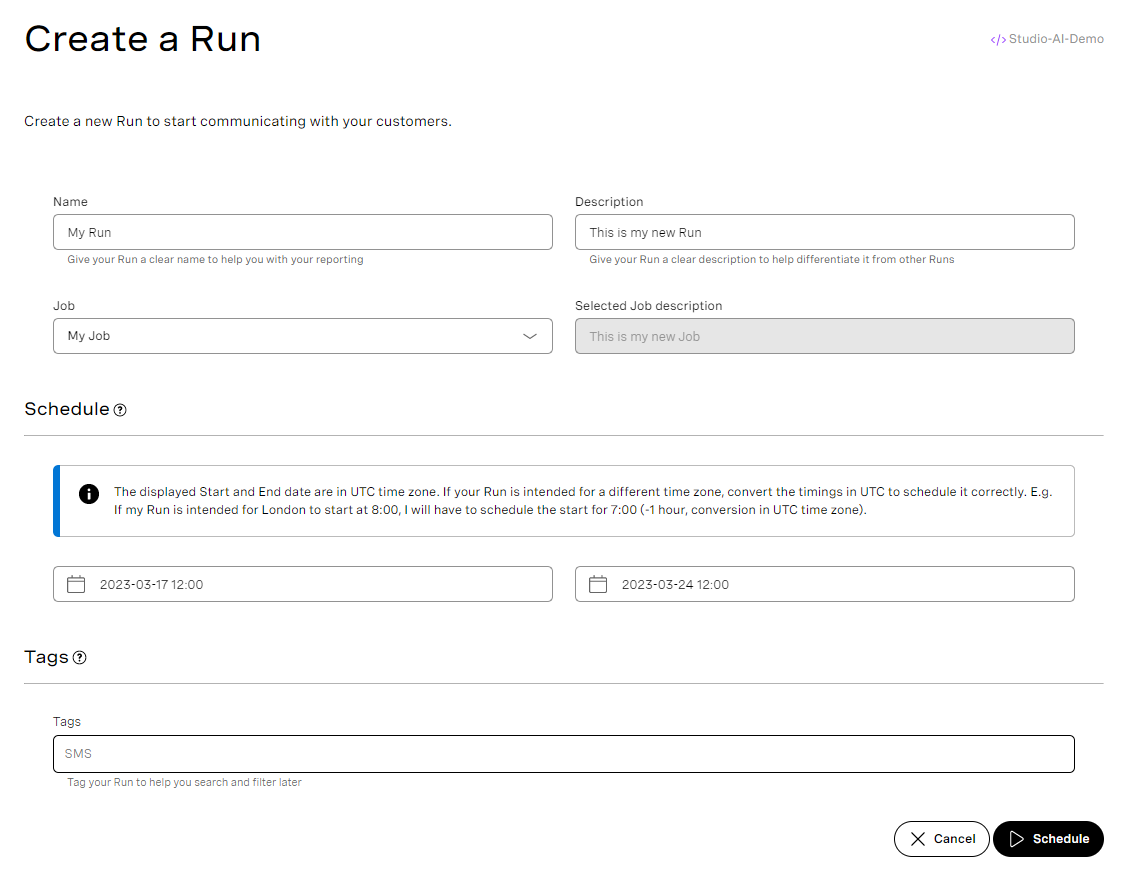 Create a Run
</> Studio-AI-Demo
Create a new Run to start communicating with your customers.
Name
Description
My Run
This is my new Run
Give your Run a clear name to help you with your reporting
Give your Run a clear description to help differentiate it from other Runs
Job
Selected Job description
My Job
This is my new Job
Schedule
The displayed Start and End date are in UTC time zone. If your Run is intended for a different time zone, convert the timings in UTC to schedule it correctly. E.g.
If my Run is intended for London to start at 8:00, I will have to schedule the start for 7:00 (-1 hour, conversion in UTC time zone).
2023-03-17 12:00
2023-03-24 12:00
Tags
Tags
SMS
Tag your Run to help you search and filter later
Cancel
Schedule